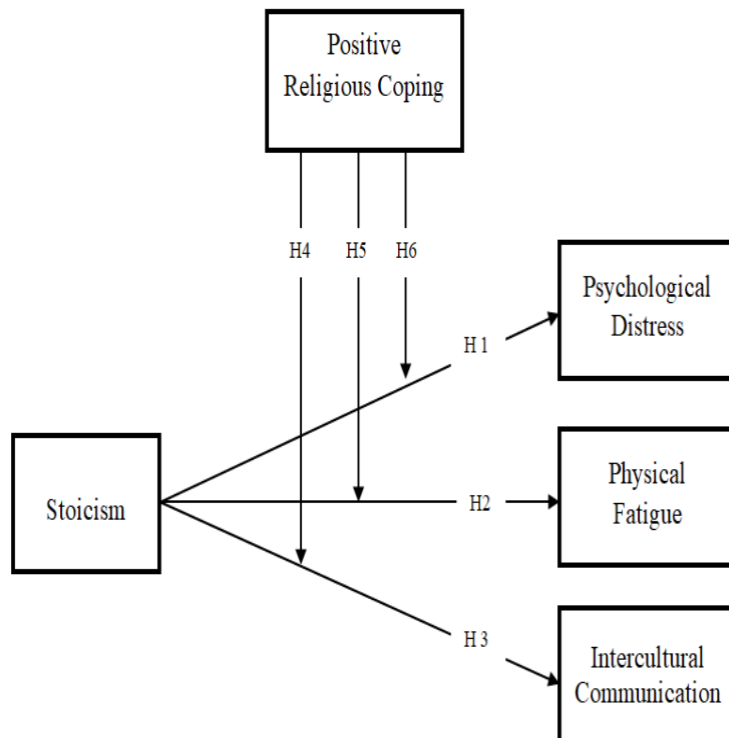 Positive
Religious Coping
H4
H5
H6
Psychological
Distress
H 1
Stoicism
H2
Physical
Fatigue
H 3
Intercultural
Communication